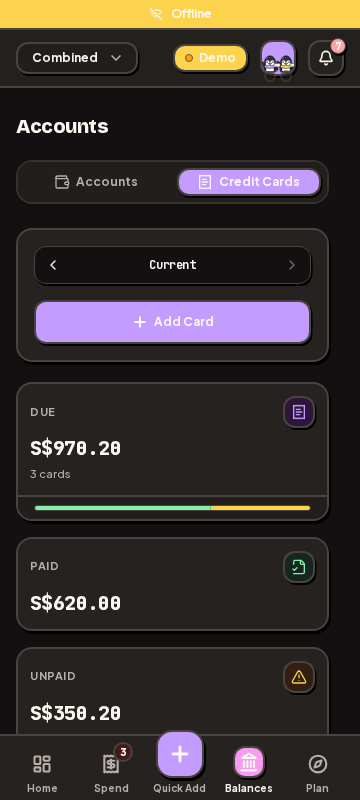 Offline
Combined
Demo
7
Accounts
Accounts
Credit Cards
Current
Add Card
DUE
S$970.20
3 cards
PAID
S$620.00
UNPAID
S$350.20
3
Home
Spend
Quick Add
Balances
Plan